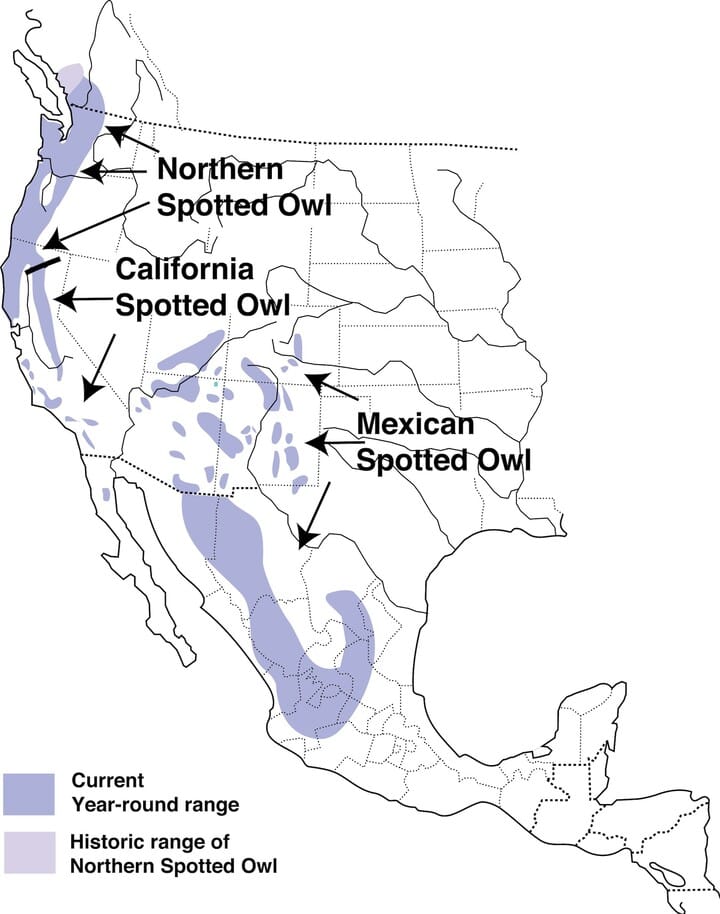 Northern
Spotted Owl
California
Spotted Owl
Mexican
Spotted Owl
Current
Year-round range
Historic range of
Northern Spotted Owl